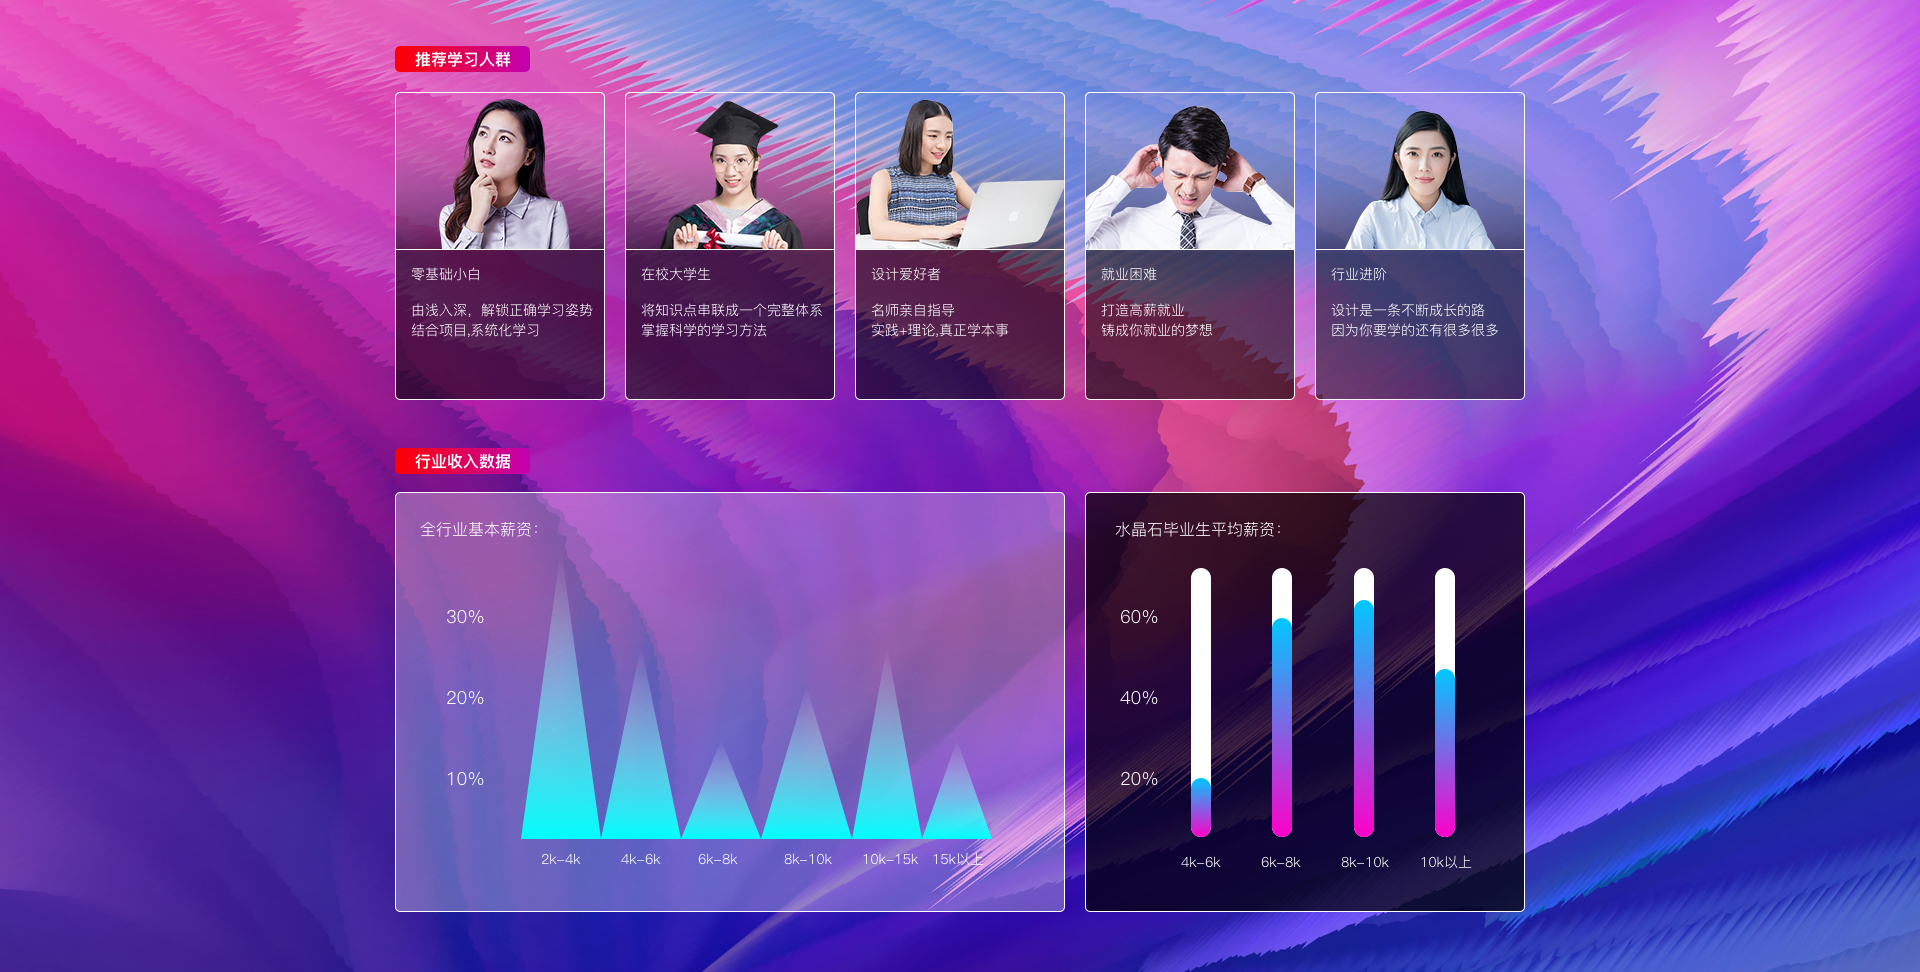 推荐学习人群
零基础小白
由浅入深，解锁正确学习姿势
结合项目,系统化学习
在校大学生
将知识点串联成一个完整体系
掌握科学的学习方法
设计爱好者
名师亲自指导
实践+理论,真正学本事
就业困难
打造高薪就业
铸成你就业的梦想
行业进阶
设计是一条不断成长的路
因为你要学的还有很多很多
行业收入数据
全行业基本薪资：
30%
20%
10%
2k-4k
4k-6k
6k-8k
8k-10k
10k-15k
15k以上
水晶石毕业生平均薪资：
60%
40%
20%
4k-6k
6k-8k
8k-10k
10k以上